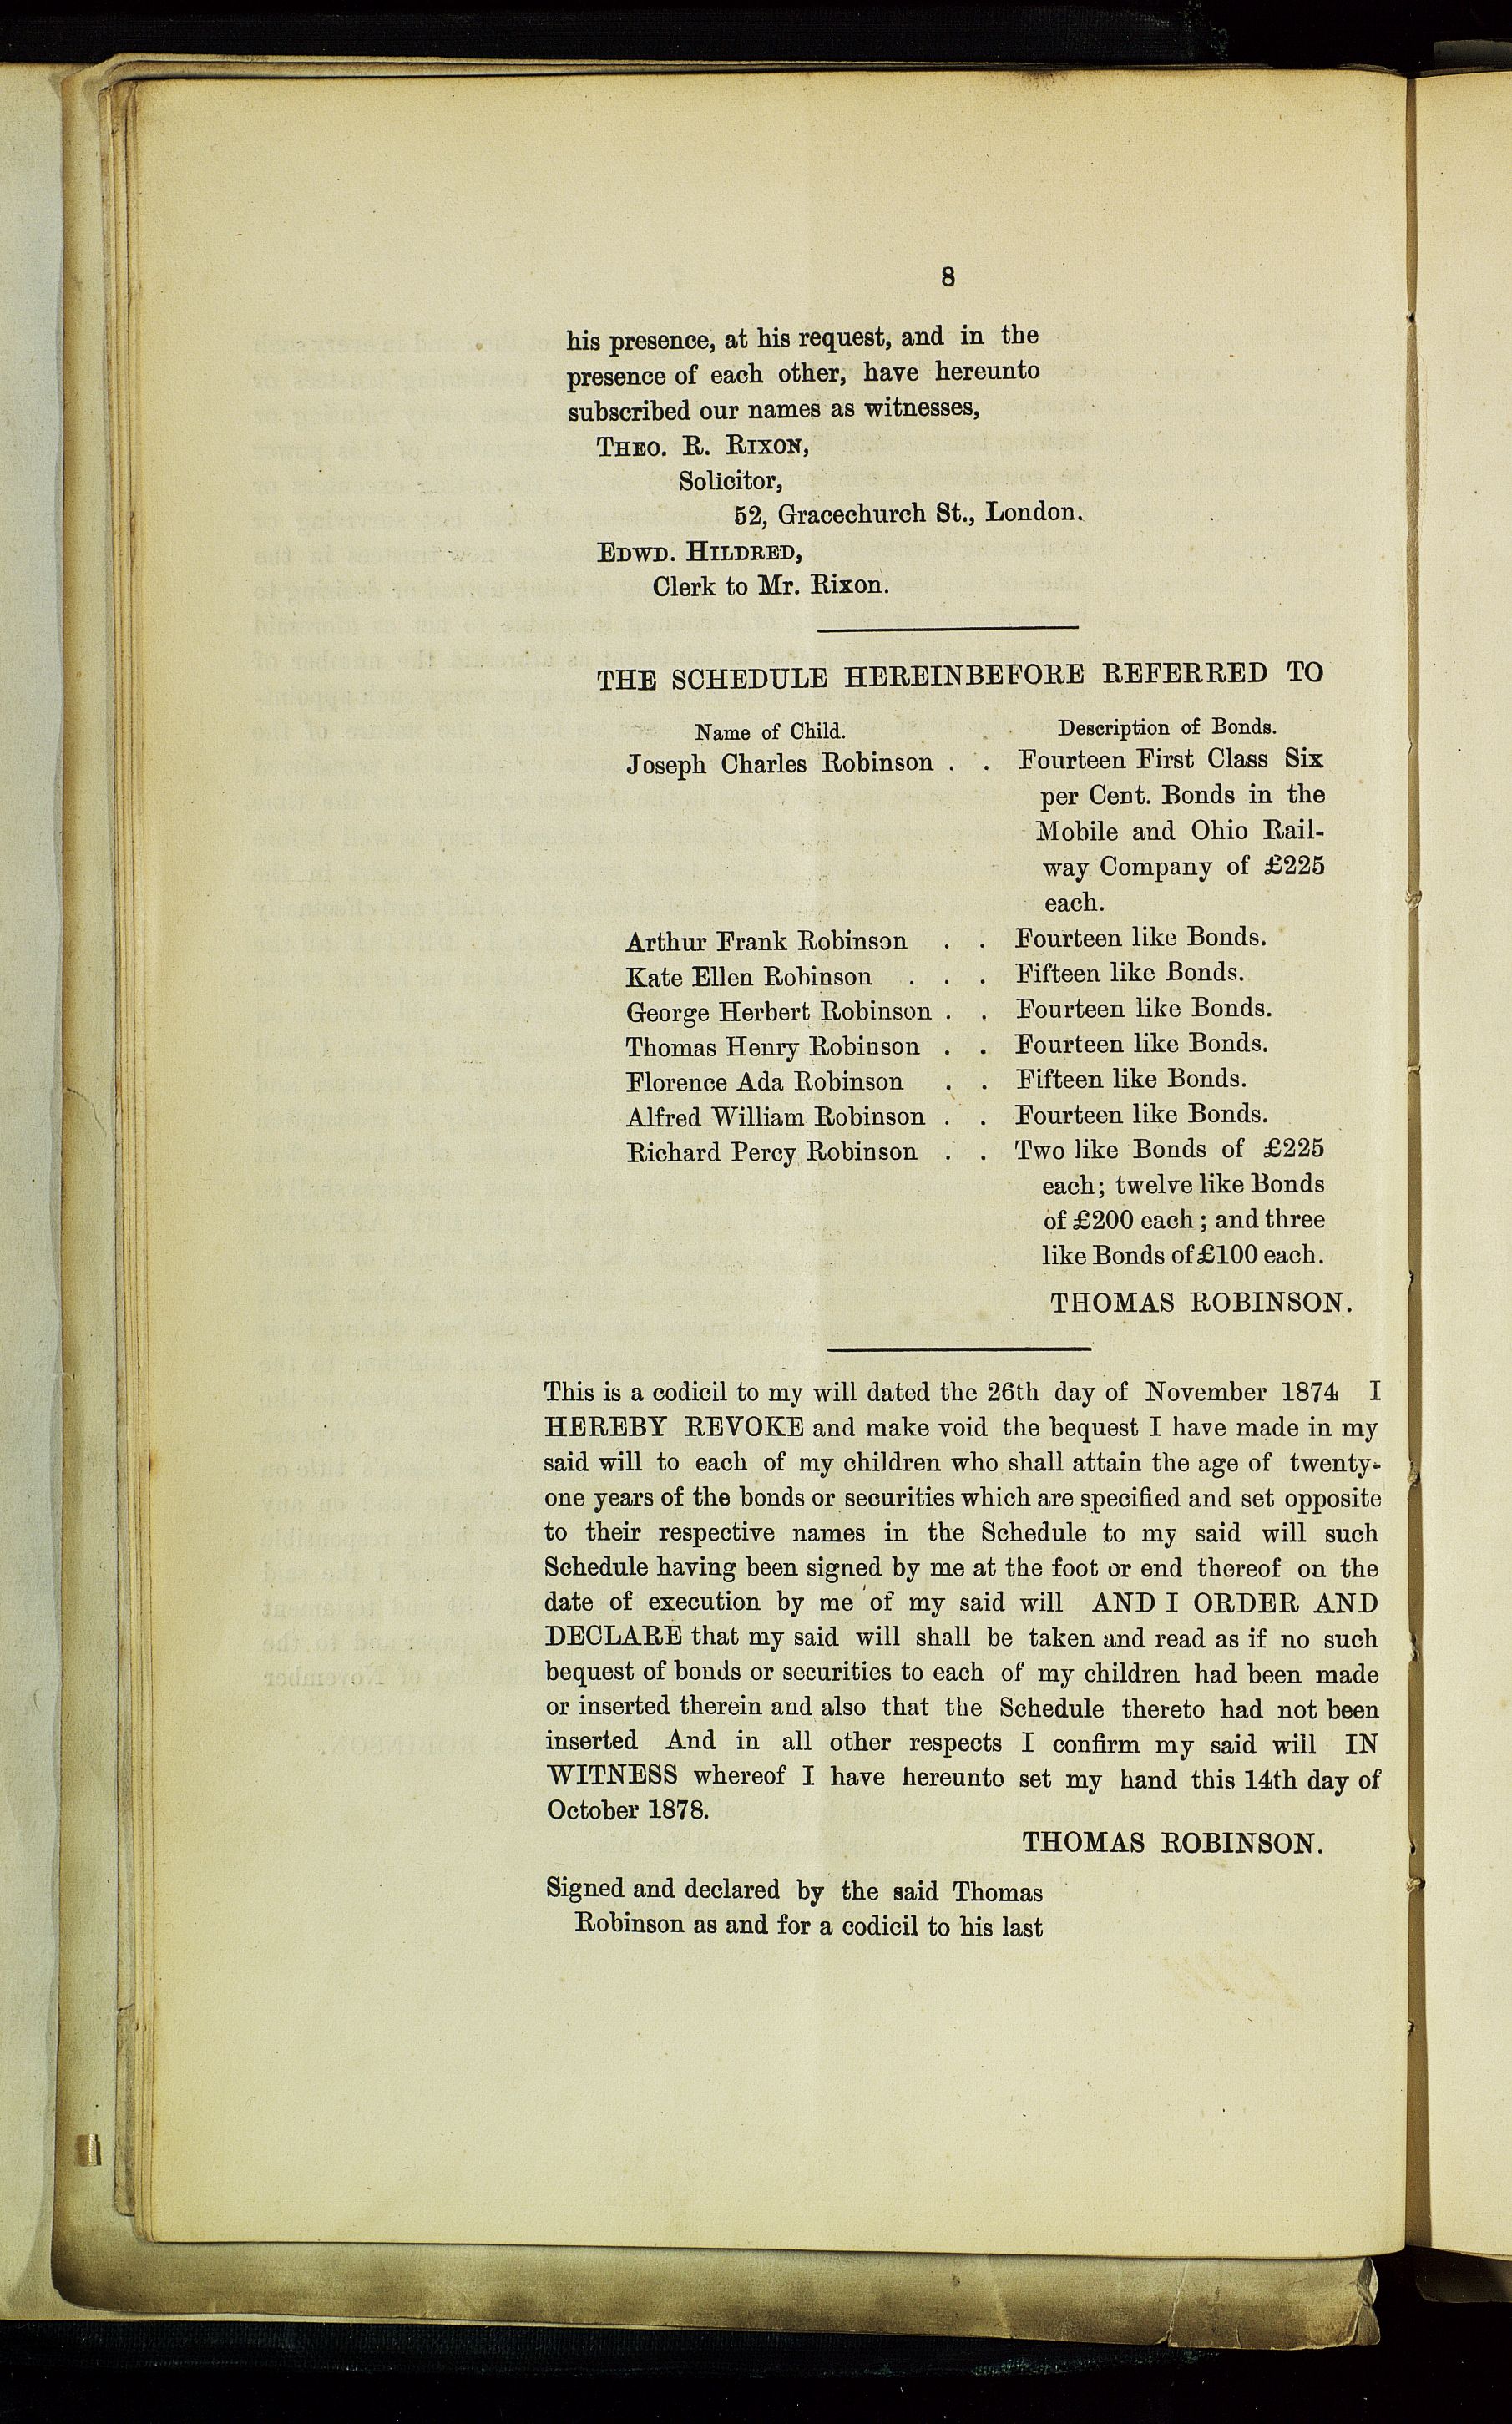 8
his presence, at his request, and in the
presence of each other, have hereunto
subscribed our names as witnesses,
THEO. R. RIXON,
Solicitor,
52, Gracechurch St., London.
EDWD. HILDRED,
Clerk to Mr. Rixon.
THE SCHEDULE HEREINBEFORE REFERRED TO
Name of Child. Description of Bonds.
Joseph Charles Robinson . . Fourteen First Class Six
per Cent. Bonds in the
Mobile and Ohio Rail-
way Company of £225
each.
Arthur Frank Robinson . . Fourteen like Bonds.
Kate Ellen Robinson . . . Fifteen like Bonds.
George Herbert Robinson . . Fourteen like Bonds.
Thomas Henry Robinson . . Fourteen like Bonds.
Florence Ada Robinson . . Fifteen like Bonds.
Alfred William Robinson . . Fourteen like Bonds.
Richard Percy Robinson . . Two like Bonds of £225
each; twelve like Bonds
of £200 each; and three
like Bonds of £100 each.
THOMAS ROBINSON.
This is a codicil to my will dated the 26th day of November 1874 I
HEREBY REVOKE and make void the bequest I have made in my
said will to each of my children who shall attain the age of twenty-
one years of the bonds or securities which are specified and set opposite
to their respective names in the Schedule to my said will such
Schedule having been signed by me at the foot or end thereof on the
date of execution by me of my said will AND I ORDER AND
DECLARE that my said will shall be taken and read as if no such
bequest of bonds or securities to each of my children had been made
or inserted therein and also that the Schedule thereto had not been
inserted And in all other respects I confirm my said will IN
WITNESS whereof I have hereunto set my hand this 14th day of
October 1878.
THOMAS ROBINSON.
Signed and declared by the said Thomas
Robinson as and for a codicil to his last